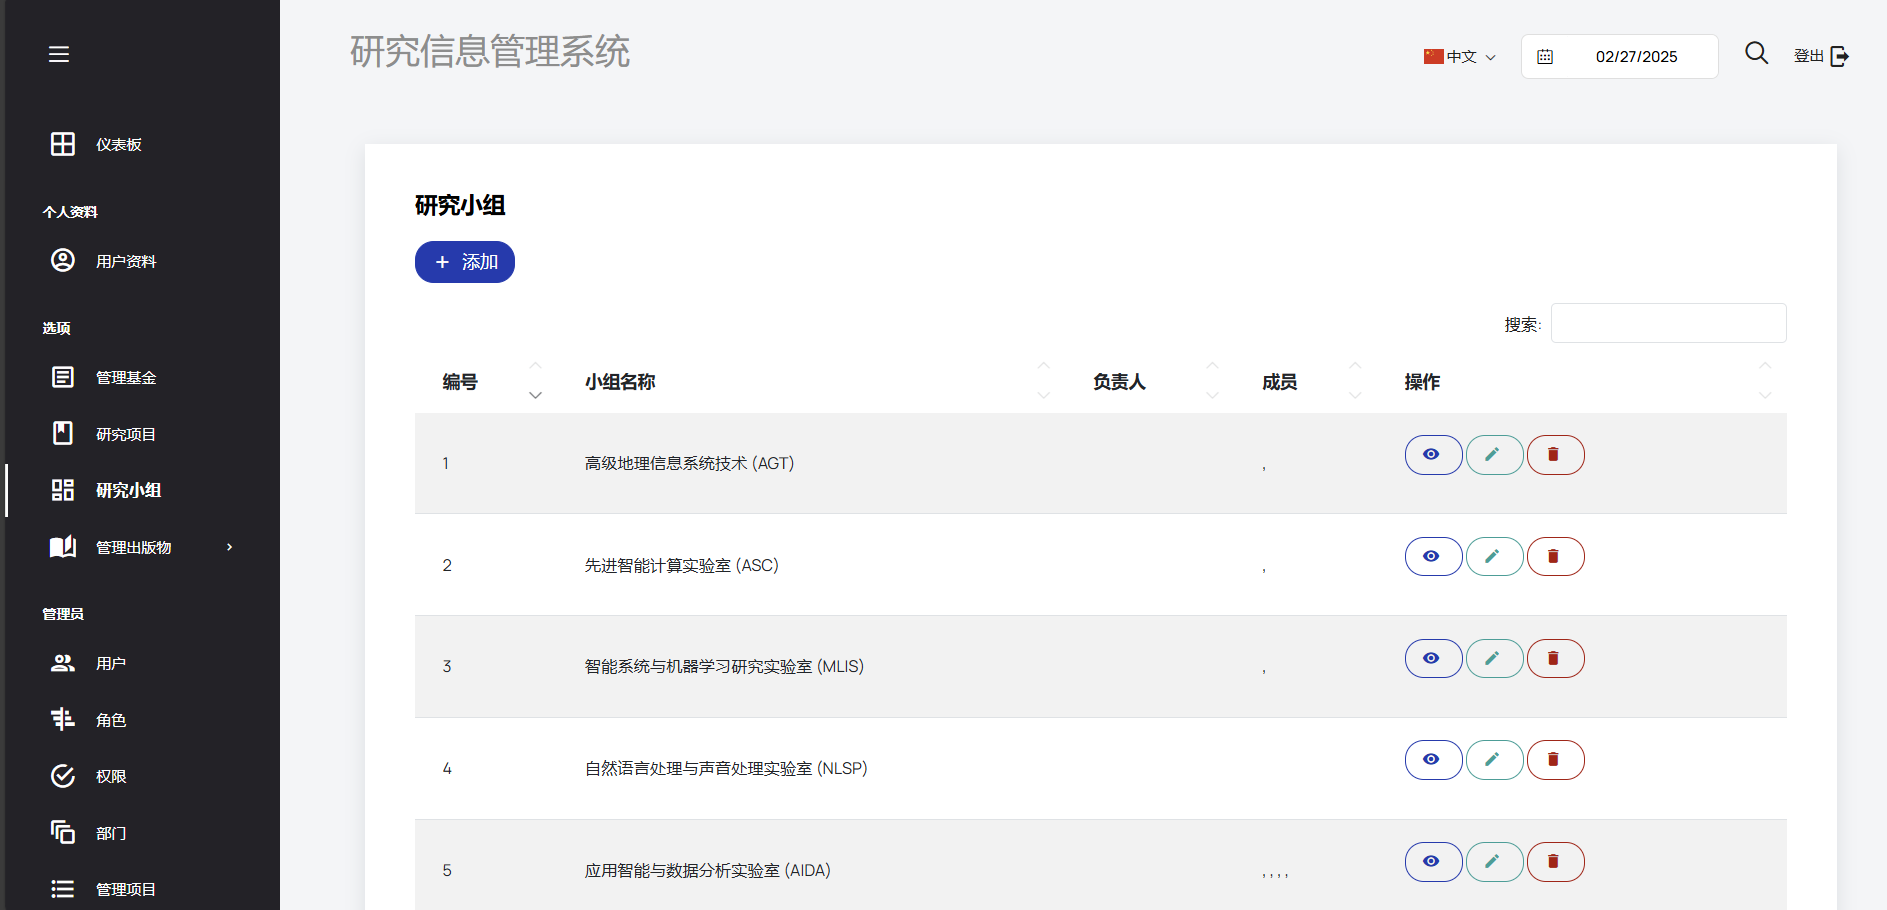 研究信息管理系统
中文
02/27/2025
登出
仪表板
个人资料
用户资料
选项
管理基金
研究项目
研究小组
管理出版物
管理员
用户
角色
权限
部门
管理项目
研究小组
+ 添加
搜索:
编号 小组名称 负责人 成员 操作
1 高级地理信息系统技术 (AGT) ,
2 先进智能计算实验室 (ASC) ,
3 智能系统与机器学习研究实验室 (MLIS) ,
4 自然语言处理与声音处理实验室 (NLSP)
5 应用智能与数据分析实验室 (AIDA) , , , ,